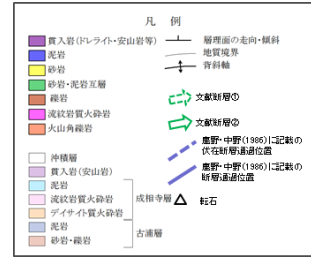 凡　例
貫入岩(ドレライト・安山岩等)
泥岩
砂岩
砂岩・泥岩互層
礫岩
流紋岩質火砕岩
火山角礫岩
層理面の走向・傾斜
地質境界
背斜軸
文献断層①
文献断層②
鹿野・中野(1986)に記載の
伏在断層通過位置
鹿野・中野(1986)に記載の
断層通過位置
転石
沖積層
貫入岩(安山岩)
泥岩
流紋岩質火砕岩
デイサイト質火砕岩
成相寺層
泥岩
砂岩・礫岩
古浦層